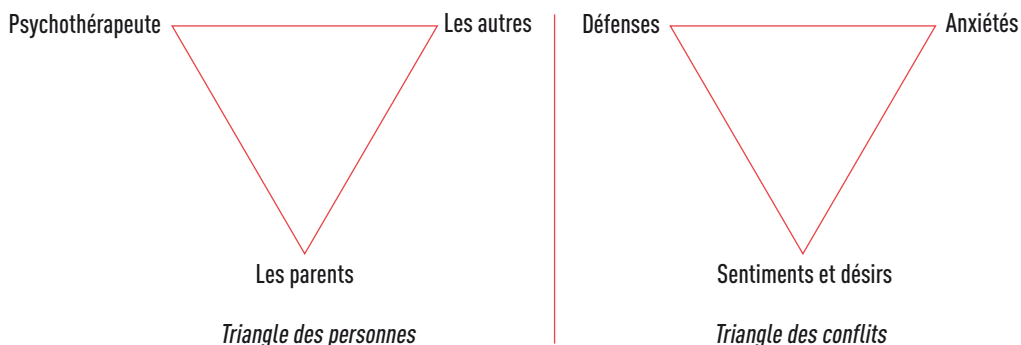 Psychothérapeute
Les autres
Les parents
Triangle des personnes
Défenses
Anxiétés
Sentiments et désirs
Triangle des conflits